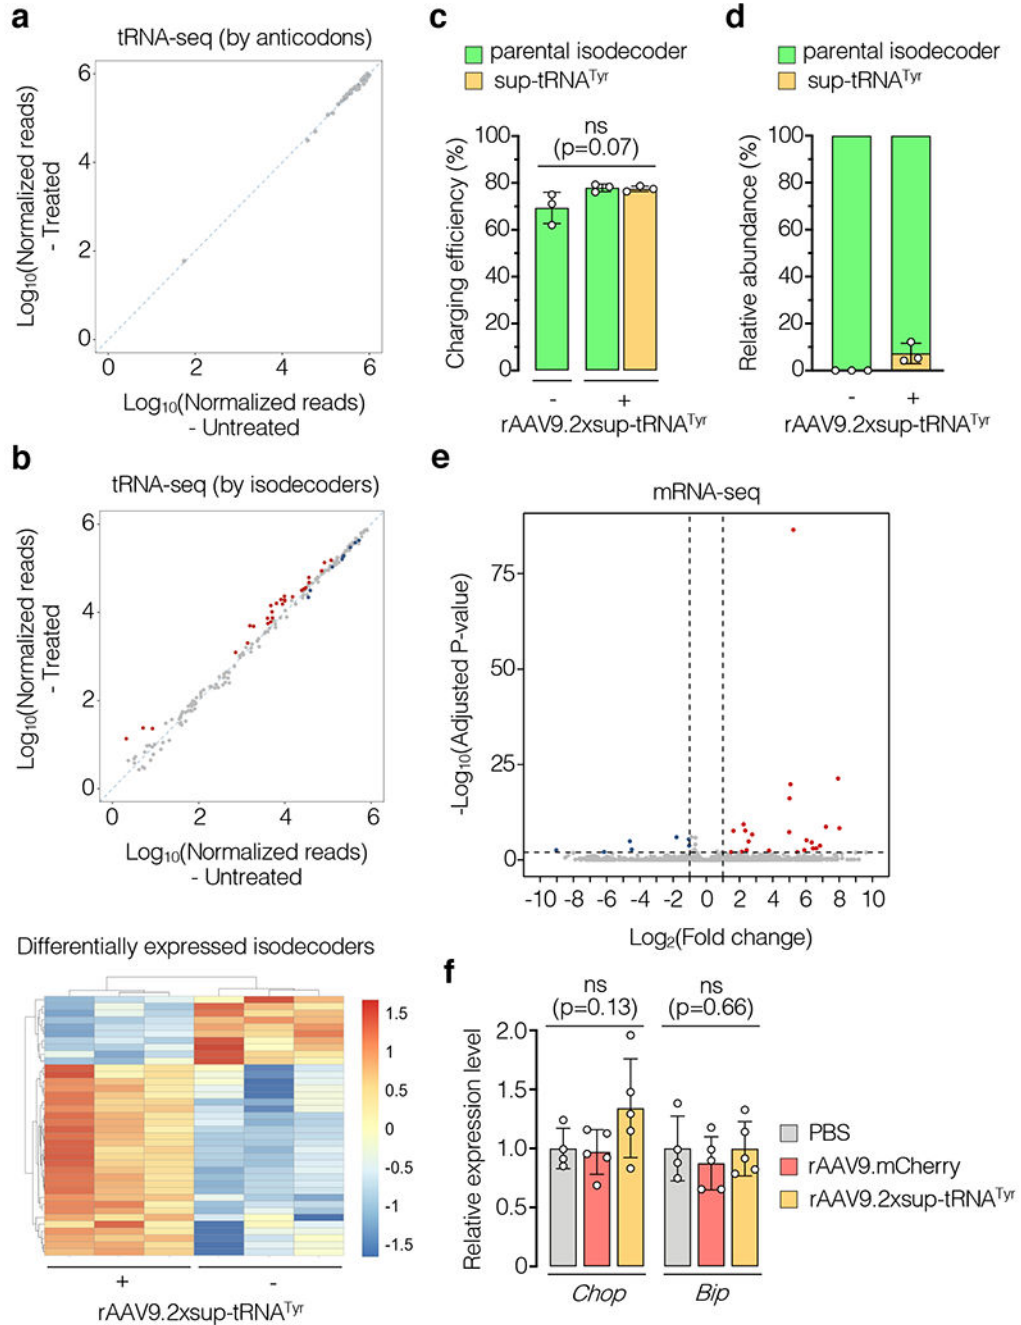 a
tRNA-seq (by anticodons)
Log₁₀(Normalized reads)
- Treated
6
4
2
0
0 2 4 6
Log₁₀(Normalized reads)
- Untreated
b
tRNA-seq (by isodecoders)
Log₁₀(Normalized reads)
- Treated
6
4
2
0
0 2 4 6
Log₁₀(Normalized reads)
- Untreated
Differentially expressed isodecoders
1.5
1
0.5
0
-0.5
-1
-1.5
+ -
rAAV9.2xsup-tRNAᵀʸʳ
c
parental isodecoder
sup-tRNAᵀʸʳ
ns
(p=0.07)
Charging efficiency (%)
100
80
60
40
20
0
- +
rAAV9.2xsup-tRNAᵀʸʳ
d
parental isodecoder
sup-tRNAᵀʸʳ
Relative abundance (%)
100
80
60
40
20
0
- +
rAAV9.2xsup-tRNAᵀʸʳ
e
mRNA-seq
-Log₁₀(Adjusted P-value)
75
50
25
0
-10 -8 -6 -4 -2 0 2 4 6 8 10
Log₂(Fold change)
f
ns
(p=0.13)
ns
(p=0.66)
Relative expression level
2.0
1.5
1.0
0.5
0
Chop Bip
PBS
rAAV9.mCherry
rAAV9.2xsup-tRNAᵀʸʳ